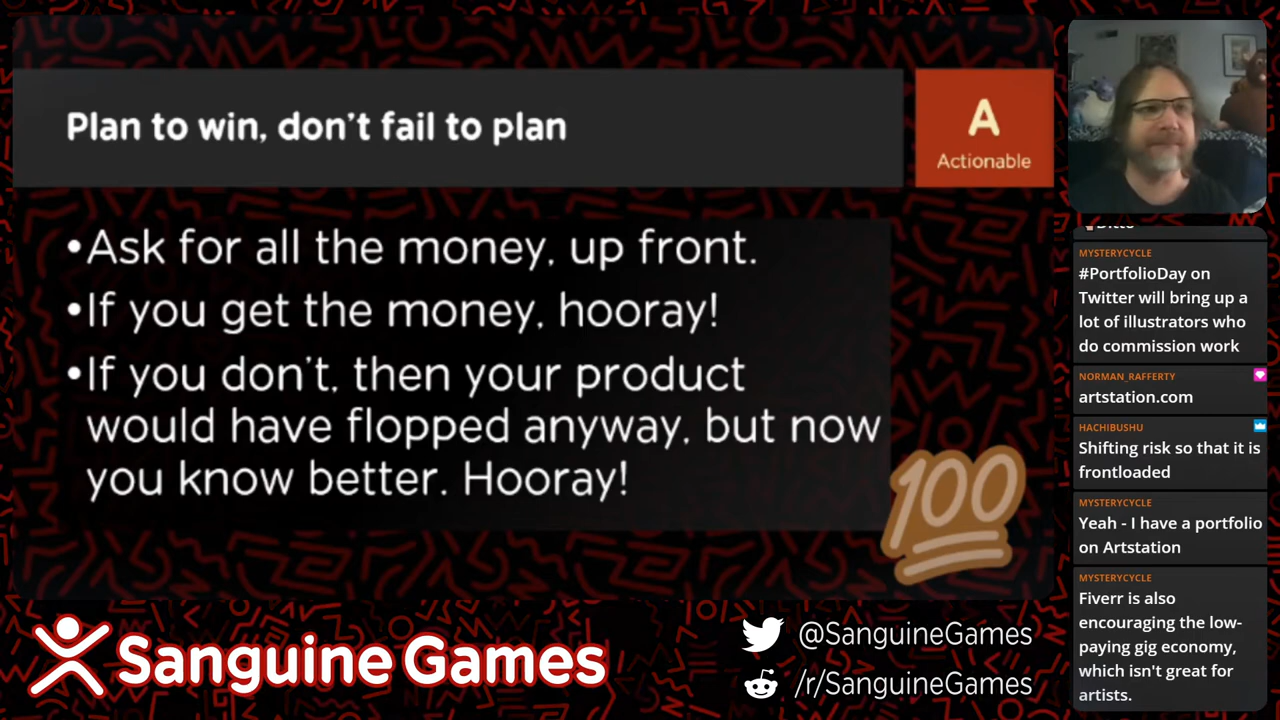 Plan to win, don't fail to plan
A
Actionable
•Ask for all the money, up front.
•If you get the money, hooray!
•If you don't, then your product
would have flopped anyway, but now
you know better. Hooray!
100
Sanguine Games
@SanguineGames
/r/SanguineGames
Ditto
MYSTERYCYCLE
#PortfolioDay on
Twitter will bring up a
lot of illustrators who
do commission work
NORMAN_RAFFERTY
artstation.com
HACHIBUSHU
Shifting risk so that it is
frontloaded
MYSTERYCYCLE
Yeah - I have a portfolio
on Artstation
MYSTERYCYCLE
Fiverr is also
encouraging the low-
paying gig economy,
which isn't great for
artists.